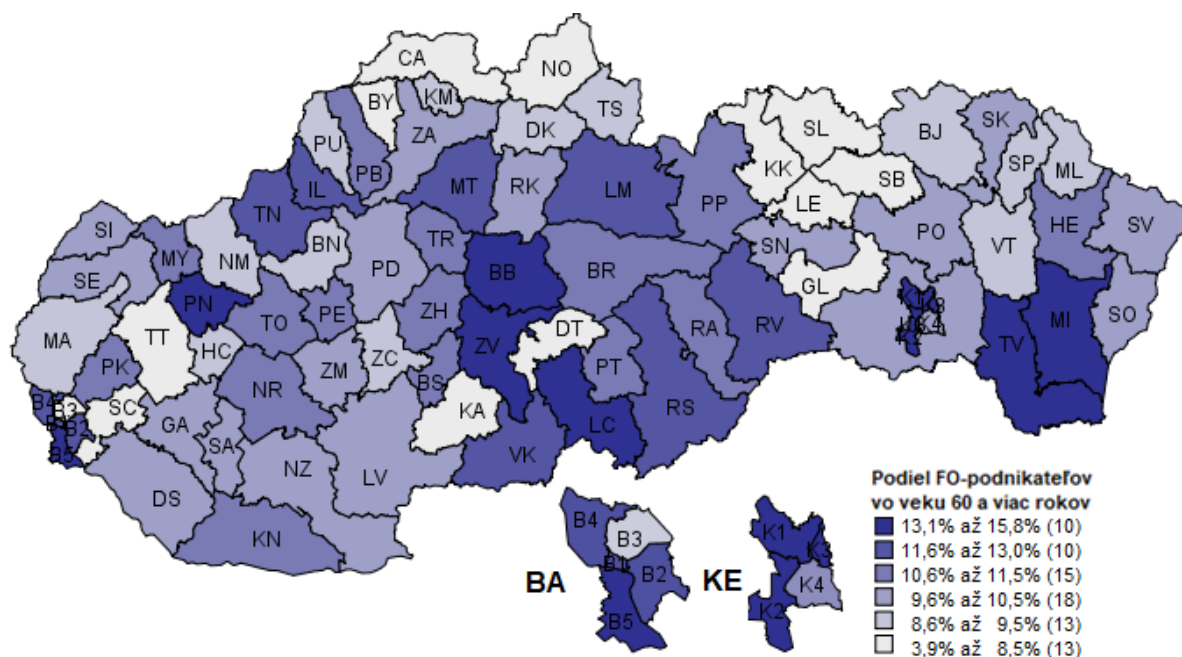 CA
NO
BY
KM
TS
PU
ZA
DK
SL
BJ
SK
PB
KK
SP
ML
IL
MT
RK
LM
SB
TN
PP
LE
SI
BN
TR
SN
PO
HE
SV
MY
NM
PD
BB
BR
VT
SE
GL
PN
PE
ZH
RA
RV
K3
MA
TT
TO
DT
K4
MI
SO
HC
ZC
ZV
TV
PK
ZM
BS
PT
NR
B4
B3
SC
KA
LC
RS
B2
GA
SA
B5
NZ
LV
VK
DS
KN
BA
B4
B3
B1
B2
B5
KE
K1
K3
K4
K2
Podiel FO-podnikateľov
vo veku 60 a viac rokov
13,1% až 15,8% (10)
11,6% až 13,0% (10)
10,6% až 11,5% (15)
9,6% až 10,5% (18)
8,6% až 9,5% (13)
3,9% až 8,5% (13)